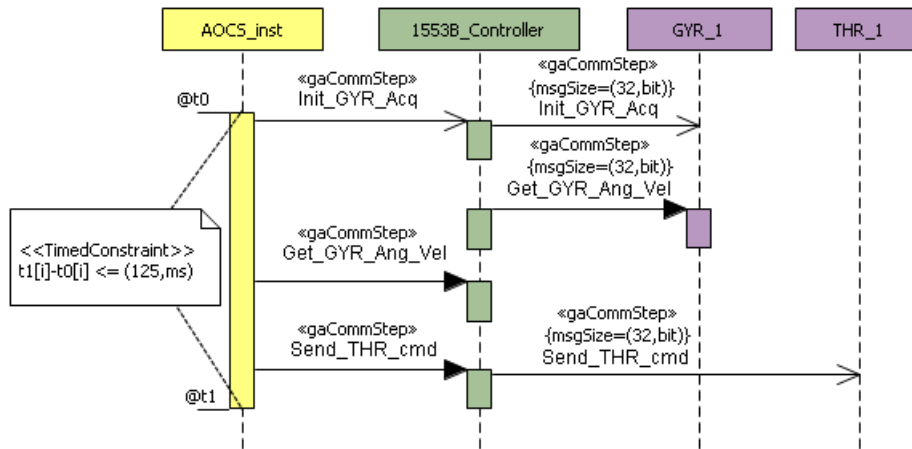 AOCS_inst
1553B_Controller
GYR_1
THR_1
«gaCommStep»
Init_GYR_Acq
«gaCommStep»
{msgSize=(32,bit)}
Init_GYR_Acq
@t0
«gaCommStep»
{msgSize=(32,bit)}
Get_GYR_Ang_Vel
<<TimedConstraint>>
t1[i]-t0[i] <= (125,ms)
«gaCommStep»
Get_GYR_Ang_Vel
«gaCommStep»
Send_THR_cmd
«gaCommStep»
{msgSize=(32,bit)}
Send_THR_cmd
@t1